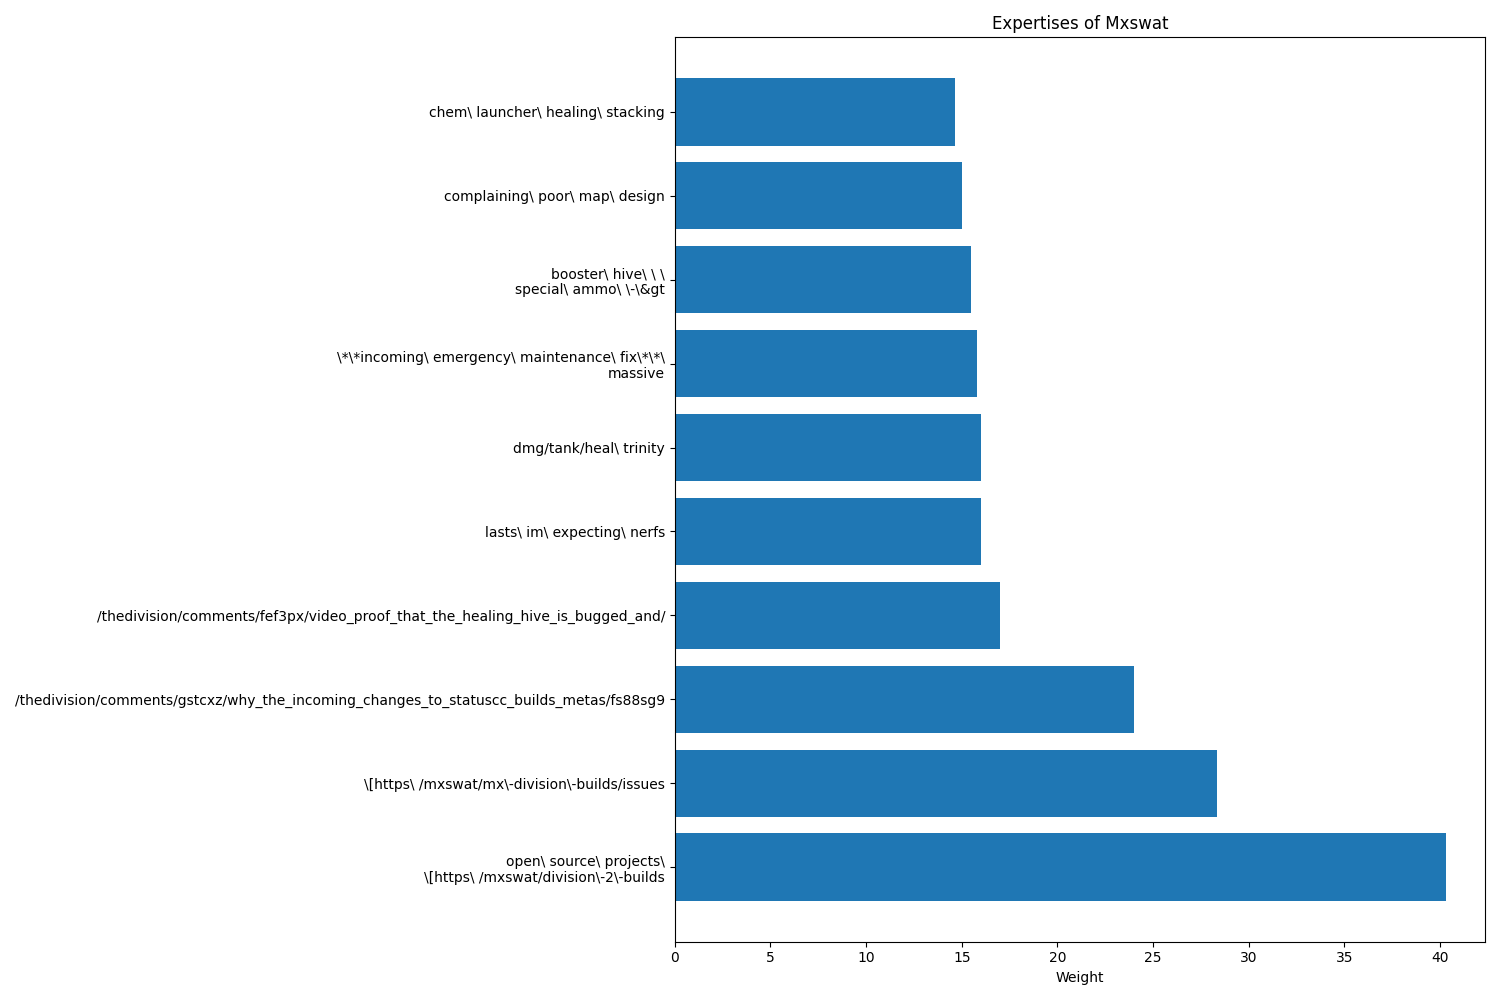 Expertises of Mxswat
chem\ launcher\ healing\ stacking
complaining\ poor\ map\ design
booster\ hive\ \ \
special\ ammo\ \-\&gt
\*\*incoming\ emergency\ maintenance\ fix\*\*\
massive
dmg/tank/heal\ trinity
lasts\ im\ expecting\ nerfs
/thedivision/comments/fef3px/video_proof_that_the_healing_hive_is_bugged_and/
/thedivision/comments/gstcxz/why_the_incoming_changes_to_statuscc_builds_metas/fs88sg9
\[https\ /mxswat/mx\-division\-builds/issues
open\ source\ projects\
\[https\ /mxswat/division\-2\-builds
0 5 10 15 20 25 30 35 40
Weight